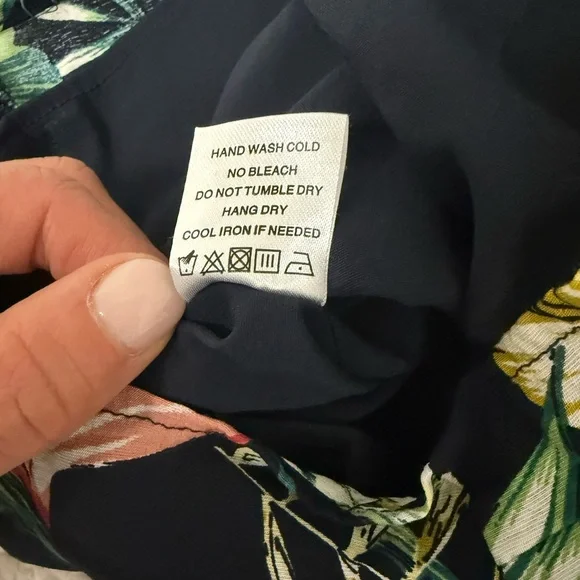 HAND WASH COLD
NO BLEACH
DO NOT TUMBLE DRY
HANG DRY
COOL IRON IF NEEDED